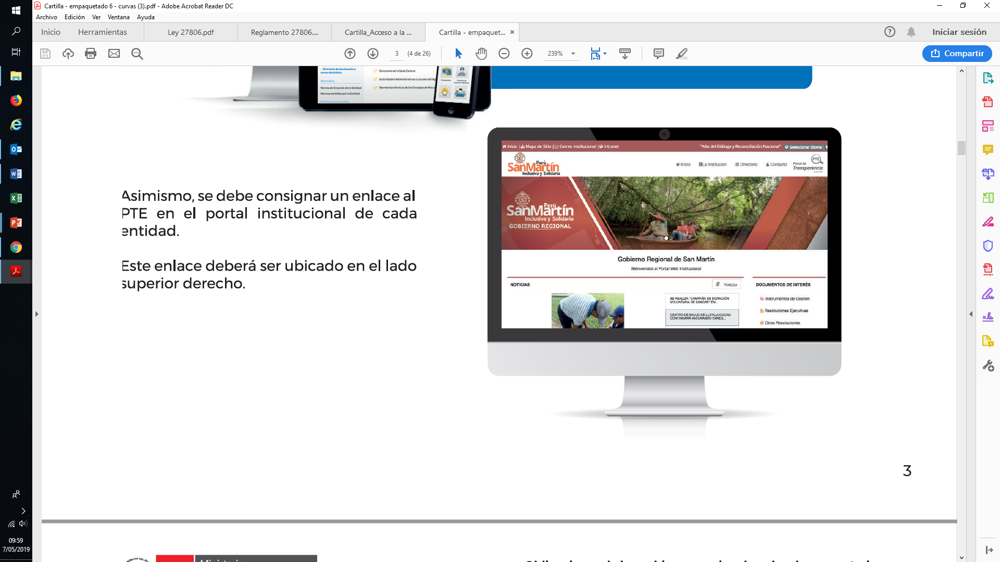 Cartilla - empaquetado 6 - curvas (3).pdf - Adobe Acrobat Reader DC
Archivo Edición Ver Ventana Ayuda
Inicio Herramientas Ley 27806.pdf Reglamento 27806.... Cartilla_Acceso a la ... Cartilla - empaquet... Iniciar sesión
3 (4 de 26) 239% Compartir
Directorio de funcionarios y correo electrónico
Normativa
Norma de Creación de la Entidad
Normas emitidas por la Entidad
Directorio de la Sede Central
Autoridades Administrativas y Locales del
Secretarías técnicas de los Consejos de
Asimismo, se debe consignar un enlace al
PTE en el portal institucional de cada
entidad.
Este enlace deberá ser ubicado en el lado
superior derecho.
Inicio | Mapa de Sitio | Correo institucional | Intranet "Año del Diálogo y Reconciliación Nacional" Seleccionar idioma
Perú
SanMartín
Inclusiva y Solidaria
Inicio La Institucion Directorio Contacto
PTE
Portal de
Transparencia
estándar
Perú
SanMartín
Inclusiva y Solidaria
GOBIERNO REGIONAL
Gobierno Regional de San Martín
Bienvenidos al Portal Web Institucional
NOTICIAS Noticias DOCUMENTOS DE INTERÉS
SE REALIZA "CAMPAÑA DE DONACIÓN
VOLUNTARIA DE SANGRE" EN...
CENTRO DE SALUD DE LLUYLLUCUCHA
CONTINUARÁ VACUNANDO CANES...
Instrumentos de Gestión
Resoluciones Ejecutivas
Otras Resoluciones
3
09:59
7/05/2019